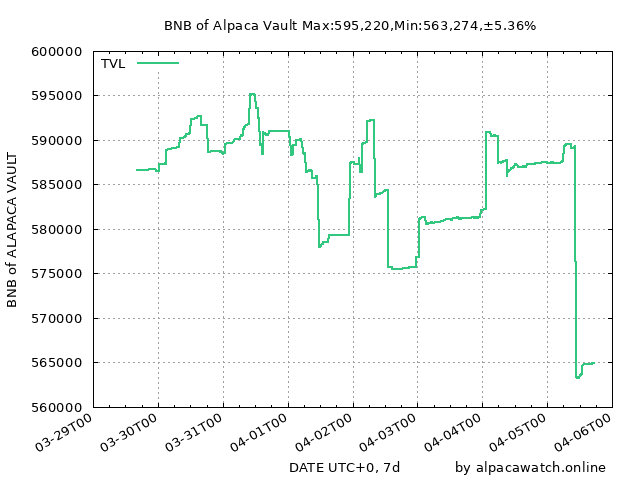 BNB of Alpaca Vault Max:595,220,Min:563,274,±5.36%
TVL
600000
595000
590000
585000
580000
575000
570000
565000
560000
BNB of ALAPACA VAULT
03-29T00
03-30T00
03-31T00
04-01T00
04-02T00
04-03T00
04-04T00
04-05T00
04-06T00
DATE UTC+0, 7d
by alpacawatch.online